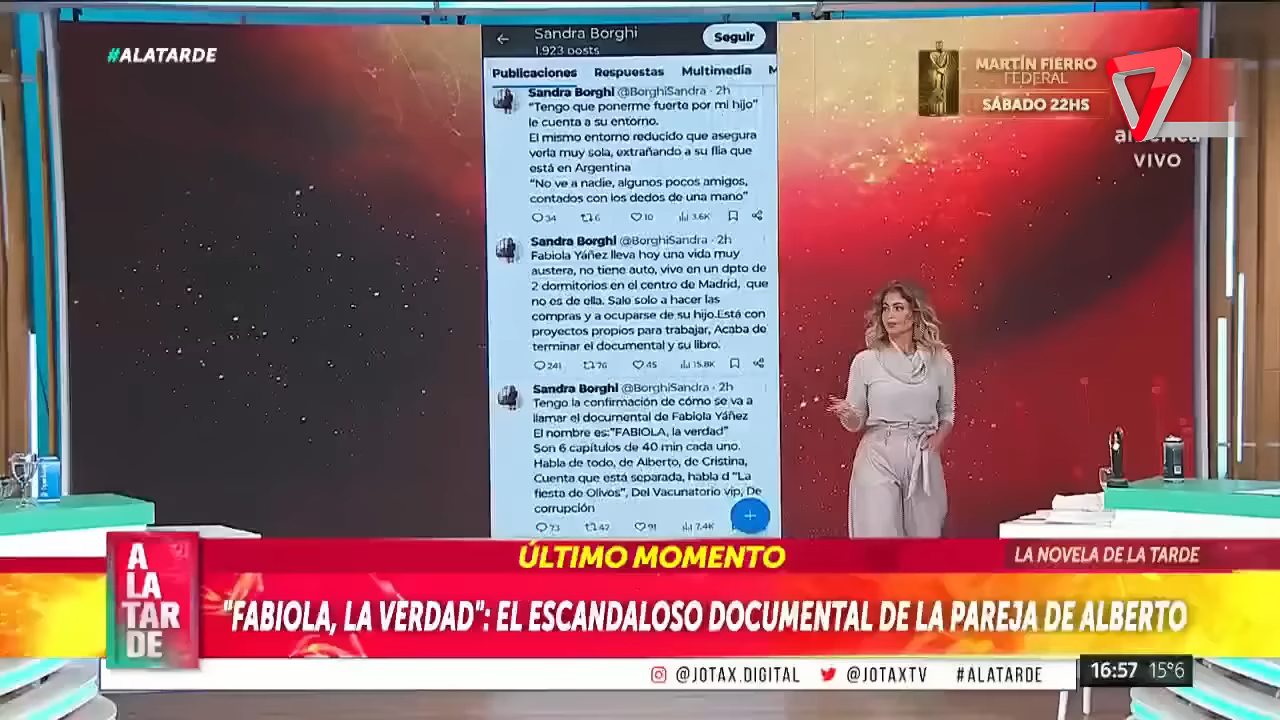 #ALATARDE
Sandra Borghi
1.923 posts
Seguir
Publicaciones Respuestas Multimedia M
Sandra Borghi @BorghiSandra · 2h
"Tengo que ponerme fuerte por mi hijo"
le cuenta a su entorno.
El mismo entorno reducido que asegura
verla muy sola, extrañando a su flia que
está en Argentina
"No ve a nadie, algunos pocos amigos,
contados con los dedos de una mano"
34 6 10 3.6K
Sandra Borghi @BorghiSandra · 2h
Fabiola Yáñez lleva hoy una vida muy
austera, no tiene auto, vive en un dpto de
2 dormitorios en el centro de Madrid, que
no es de ella. Sale solo a hacer las
compras y a ocuparse de su hijo.Está con
proyectos propios para trabajar, Acaba de
terminar el documental y su libro.
241 76 45 15.8K
Sandra Borghi @BorghiSandra · 2h
Tengo la confirmación de cómo se va a
llamar el documental de Fabiola Yáñez
El nombre es:"FABIOLA, la verdad"
Son 6 capítulos de 40 min cada uno.
Habla de todo, de Alberto, de Cristina,
Cuenta que está separada, habla d "La
fiesta de Olivos", Del Vacunatorio vip, De
corrupción
73 42 91 7.4K
MARTÍN FIERRO
FEDERAL
SÁBADO 22HS
VIVO
ÚLTIMO MOMENTO
LA NOVELA DE LA TARDE
A
LA
TAR
DE
"FABIOLA, LA VERDAD": EL ESCANDALOSO DOCUMENTAL DE LA PAREJA DE ALBERTO
@JOTAX.DIGITAL @JOTAXTV #ALATARDE
16:57 15°6